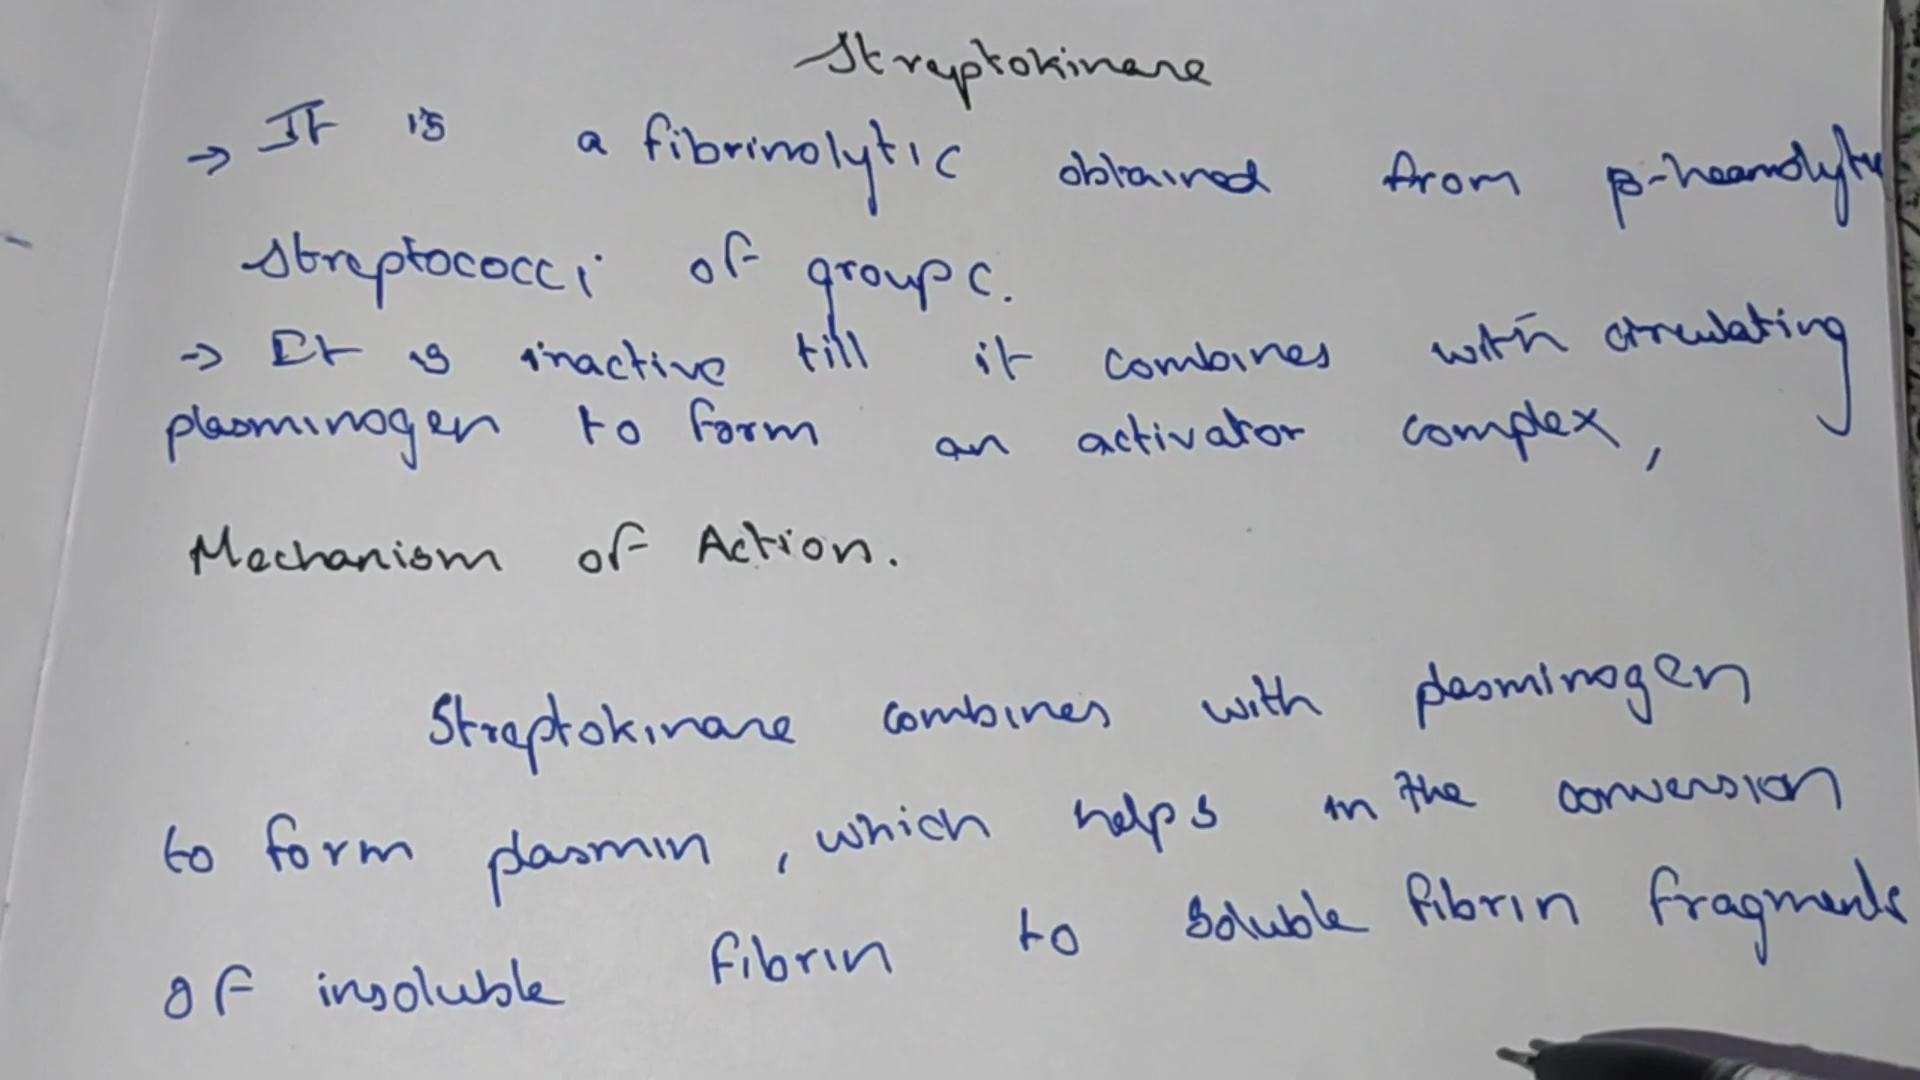 Streptokinase
→ It is a fibrinolytic obtained from β-heamolytic
streptococci of group c.
→ It is inactive till it combines with circulating
plasminogen to form an activator complex,
Mechanism of Action.
Streptokinase combines with plasminogen
to form plasmin, which helps in the conversion
of insoluble fibrin to soluble fibrin fragments